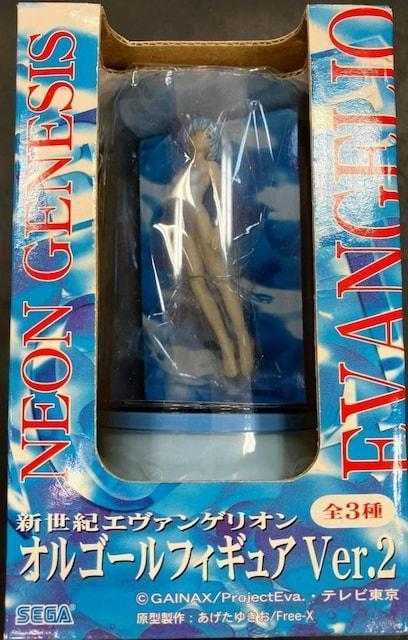 NEON GENESIS
EVANGELIO
新世紀エヴァンゲリオン
全3種
オルゴールフィギュア Ver.2
©GAINAX/ProjectEva.・テレビ東京
SEGA
原型製作：あげたゆきお/Free-X